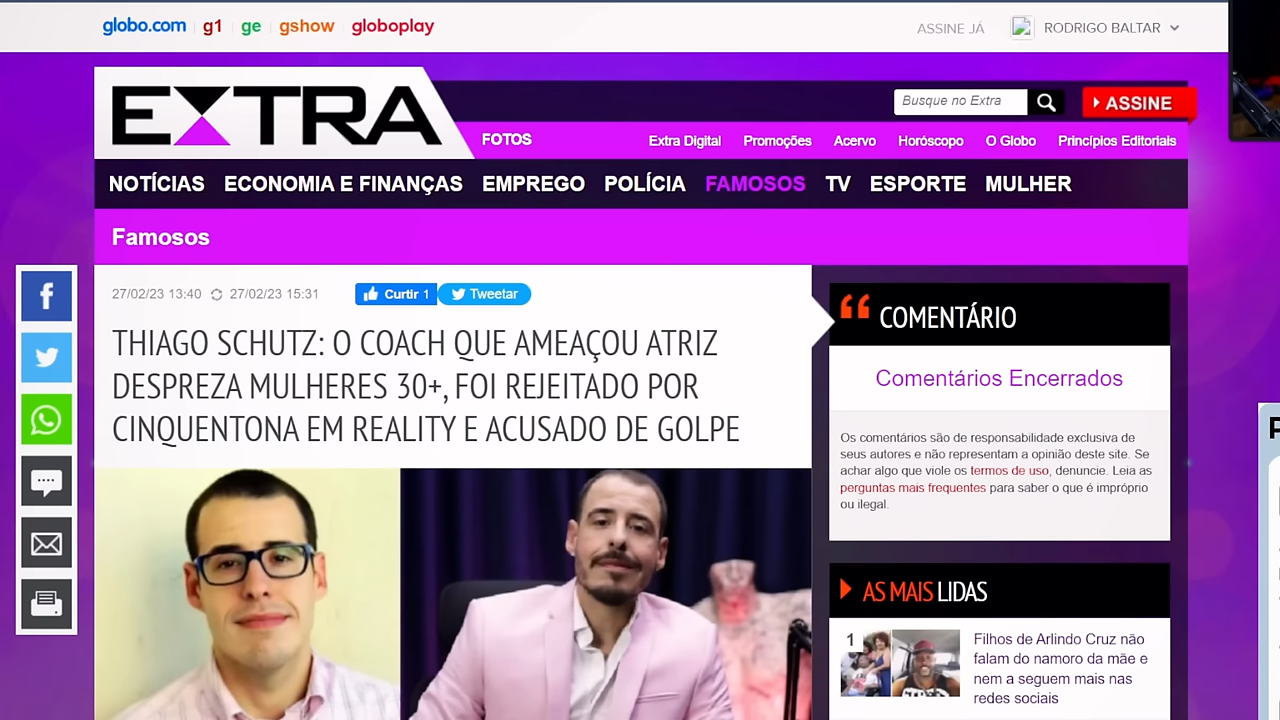 globo.com g1 ge gshow globoplay
ASSINE JÁ RODRIGO BALTAR
EXTRA
Busque no Extra
ASSINE
FOTOS
Extra Digital Promoções Acervo Horóscopo O Globo Princípios Editoriais
NOTÍCIAS ECONOMIA E FINANÇAS EMPREGO POLÍCIA FAMOSOS TV ESPORTE MULHER
Famosos
27/02/23 13:40 27/02/23 15:31 Curtir 1 Tweetar
THIAGO SCHUTZ: O COACH QUE AMEAÇOU ATRIZ
DESPREZA MULHERES 30+, FOI REJEITADO POR
CINQUENTONA EM REALITY E ACUSADO DE GOLPE
COMENTÁRIO
Comentários Encerrados
Os comentários são de responsabilidade exclusiva de
seus autores e não representam a opinião deste site. Se
achar algo que viole os termos de uso, denuncie. Leia as
perguntas mais frequentes para saber o que é impróprio
ou ilegal.
AS MAIS LIDAS
1
Filhos de Arlindo Cruz não
falam do namoro da mãe e
nem a seguem mais nas
redes sociais